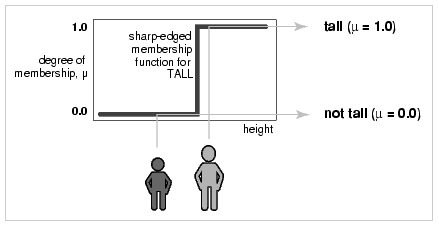 1.0
sharp-edged
membership
function for
TALL
tall (μ = 1.0)
degree of
membership, μ
0.0
not tall (μ = 0.0)
height